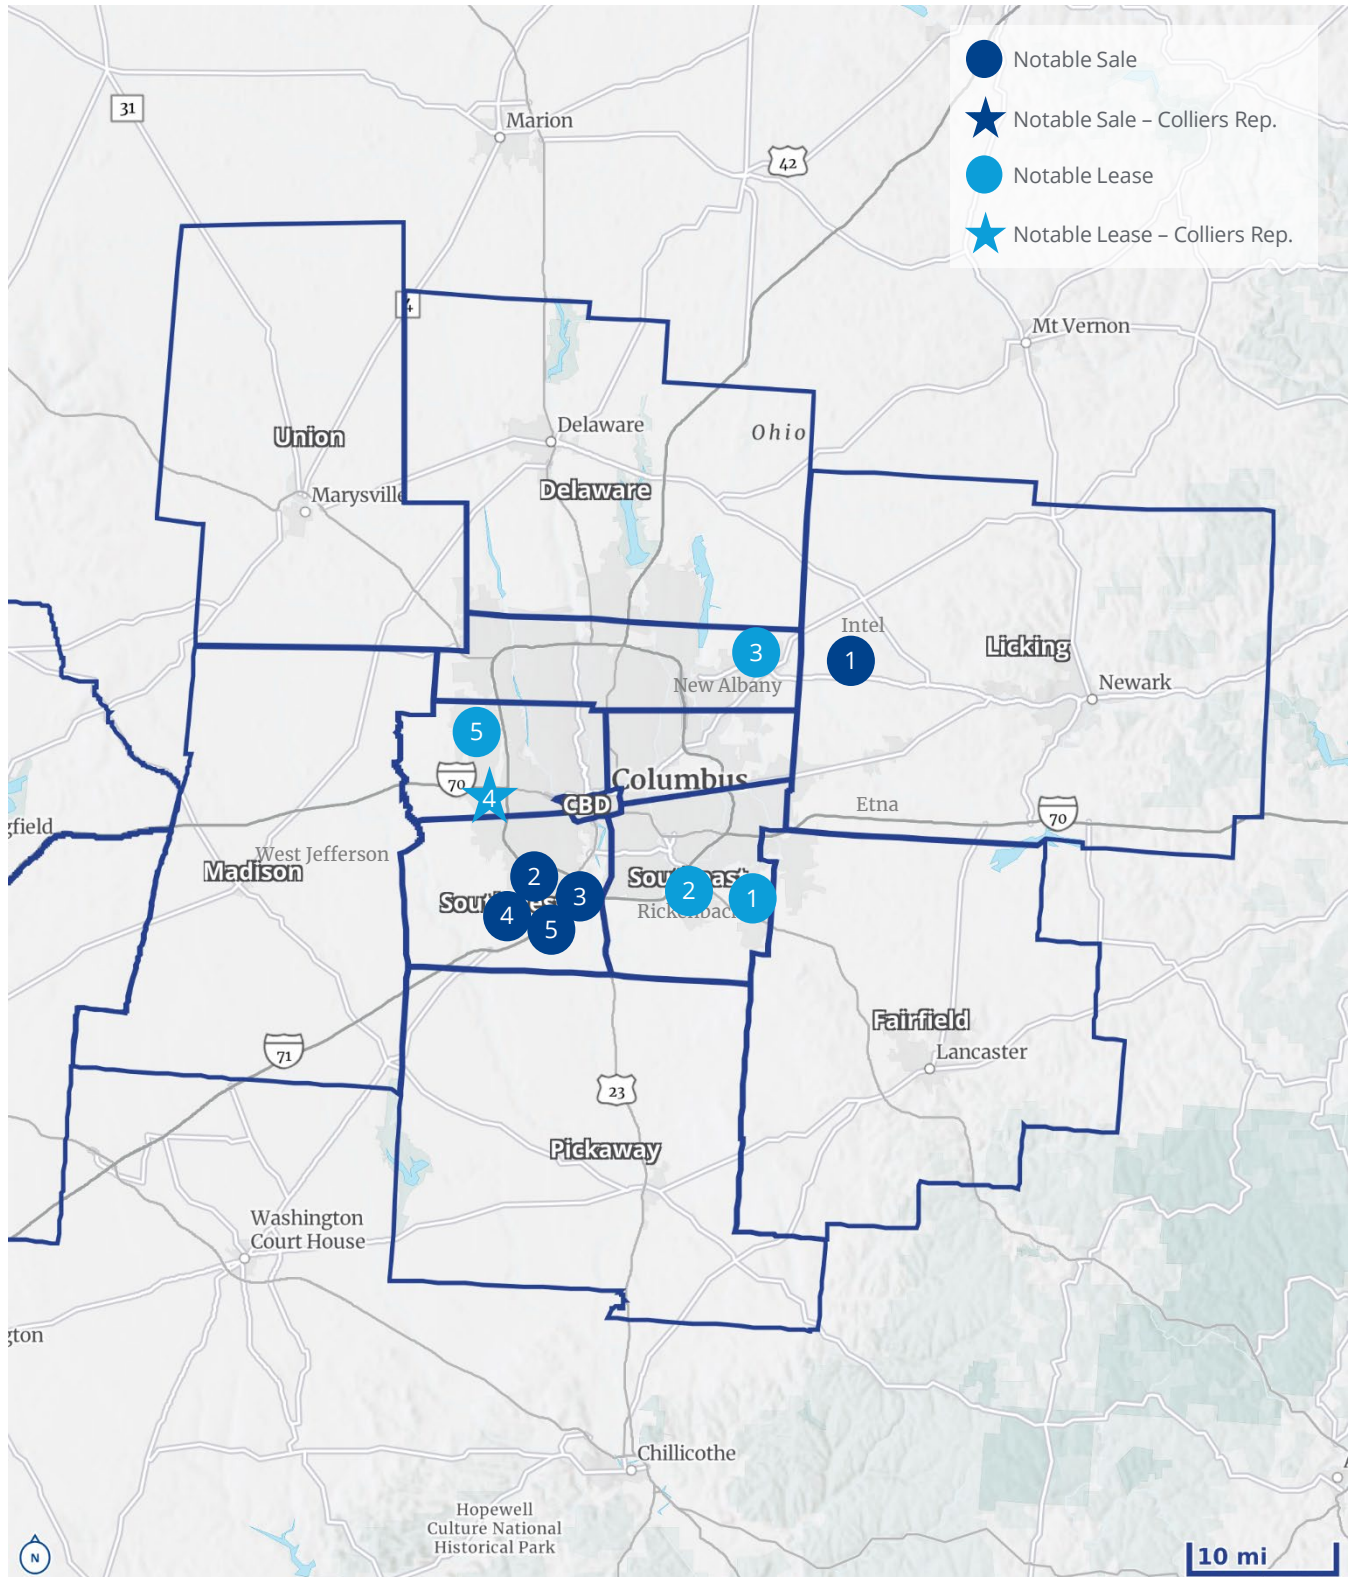 Notable Sale
Notable Sale – Colliers Rep.
Notable Lease
Notable Lease – Colliers Rep.
31
Marion
42
4
Mt Vernon
Delaware
Ohio
Union
Delaware
Marysville
Intel
3
1
Licking
New Albany
Newark
5
70
4
Columbus
CBD
Etna
70
gfield
West Jefferson
Madison
2
3
4
5
2
1
Fairfield
Lancaster
71
23
Pickaway
Washington
Court House
gton
Chillicothe
Hopewell
Culture National
Historical Park
N
10 mi